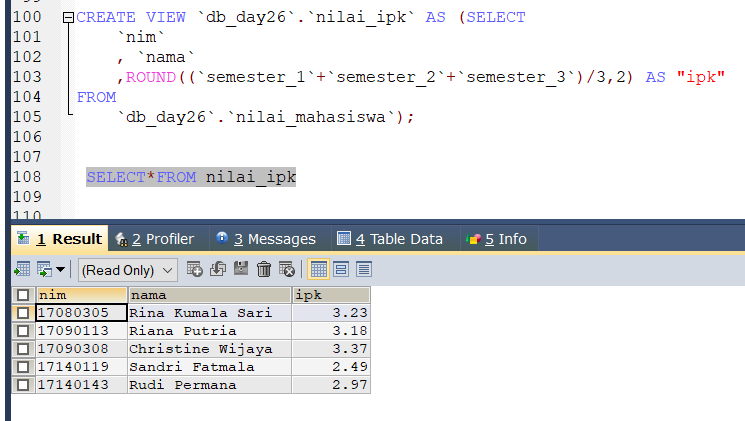 100 CREATE VIEW `db_day26`.`nilai_ipk` AS (SELECT
101 `nim`
102 , `nama`
103 ,ROUND((`semester_1`+`semester_2`+`semester_3`)/3,2) AS "ipk"
104 FROM
105 `db_day26`.`nilai_mahasiswa`);
106
107
108 SELECT*FROM nilai_ipk
109
110
1 Result 2 Profiler 3 Messages 4 Table Data 5 Info
(Read Only)
nim nama ipk
17080305 Rina Kumala Sari 3.23
17090113 Riana Putria 3.18
17090308 Christine Wijaya 3.37
17140119 Sandri Fatmala 2.49
17140143 Rudi Permana 2.97